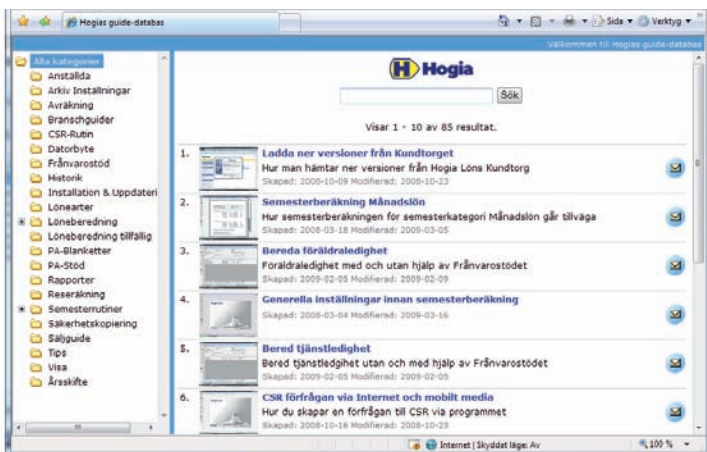 Hogias guide-databas
Sida
Verktyg
Välkommen till Hogias guide-databas
Alla kategorier
Anställda
Arkiv Inställningar
Avräkning
Branschguider
CSR-Rutin
Datorbyte
Frånvarostöd
Historik
Installation & Uppdateri
Lönearter
Löneberedning
Löneberedning tillfällig
PA-Blanketter
PA-Stöd
Rapporter
Reseräkning
Semesterrutiner
Säkerhetskopiering
Säljguide
Tips
Visa
Årsskifte
H Hogia
Sök
Visar 1 - 10 av 85 resultat.
1. Ladda ner versioner från Kundtorget
Hur man hämtar ner versioner från Hogia Löns Kundtorg
Skapad: 2008-10-09 Modifierad: 2008-10-23
2. Semesterberäkning Månadslön
Hur semesterberäkningen för semesterkategori Månadslön går tillväga
Skapad: 2008-03-18 Modifierad: 2009-03-05
3. Bereda föräldraledighet
Föräldraledighet med och utan hjälp av Frånvarostödet
Skapad: 2009-02-05 Modifierad: 2009-02-09
4. Generella inställningar innan semesterberäkning
Skapad: 2008-03-04 Modifierad: 2009-03-16
5. Bered tjänstledighet
Bered tjänstledgihet utan och med hjälp av Frånvarostödet
Skapad: 2009-02-05 Modifierad: 2009-02-05
6. CSR förfrågan via Internet och mobilt media
Hur du skapar en förfrågan till CSR via programmet
Skapad: 2008-10-16 Modifierad: 2008-10-23
Internet | Skyddat läge: Av
100 %